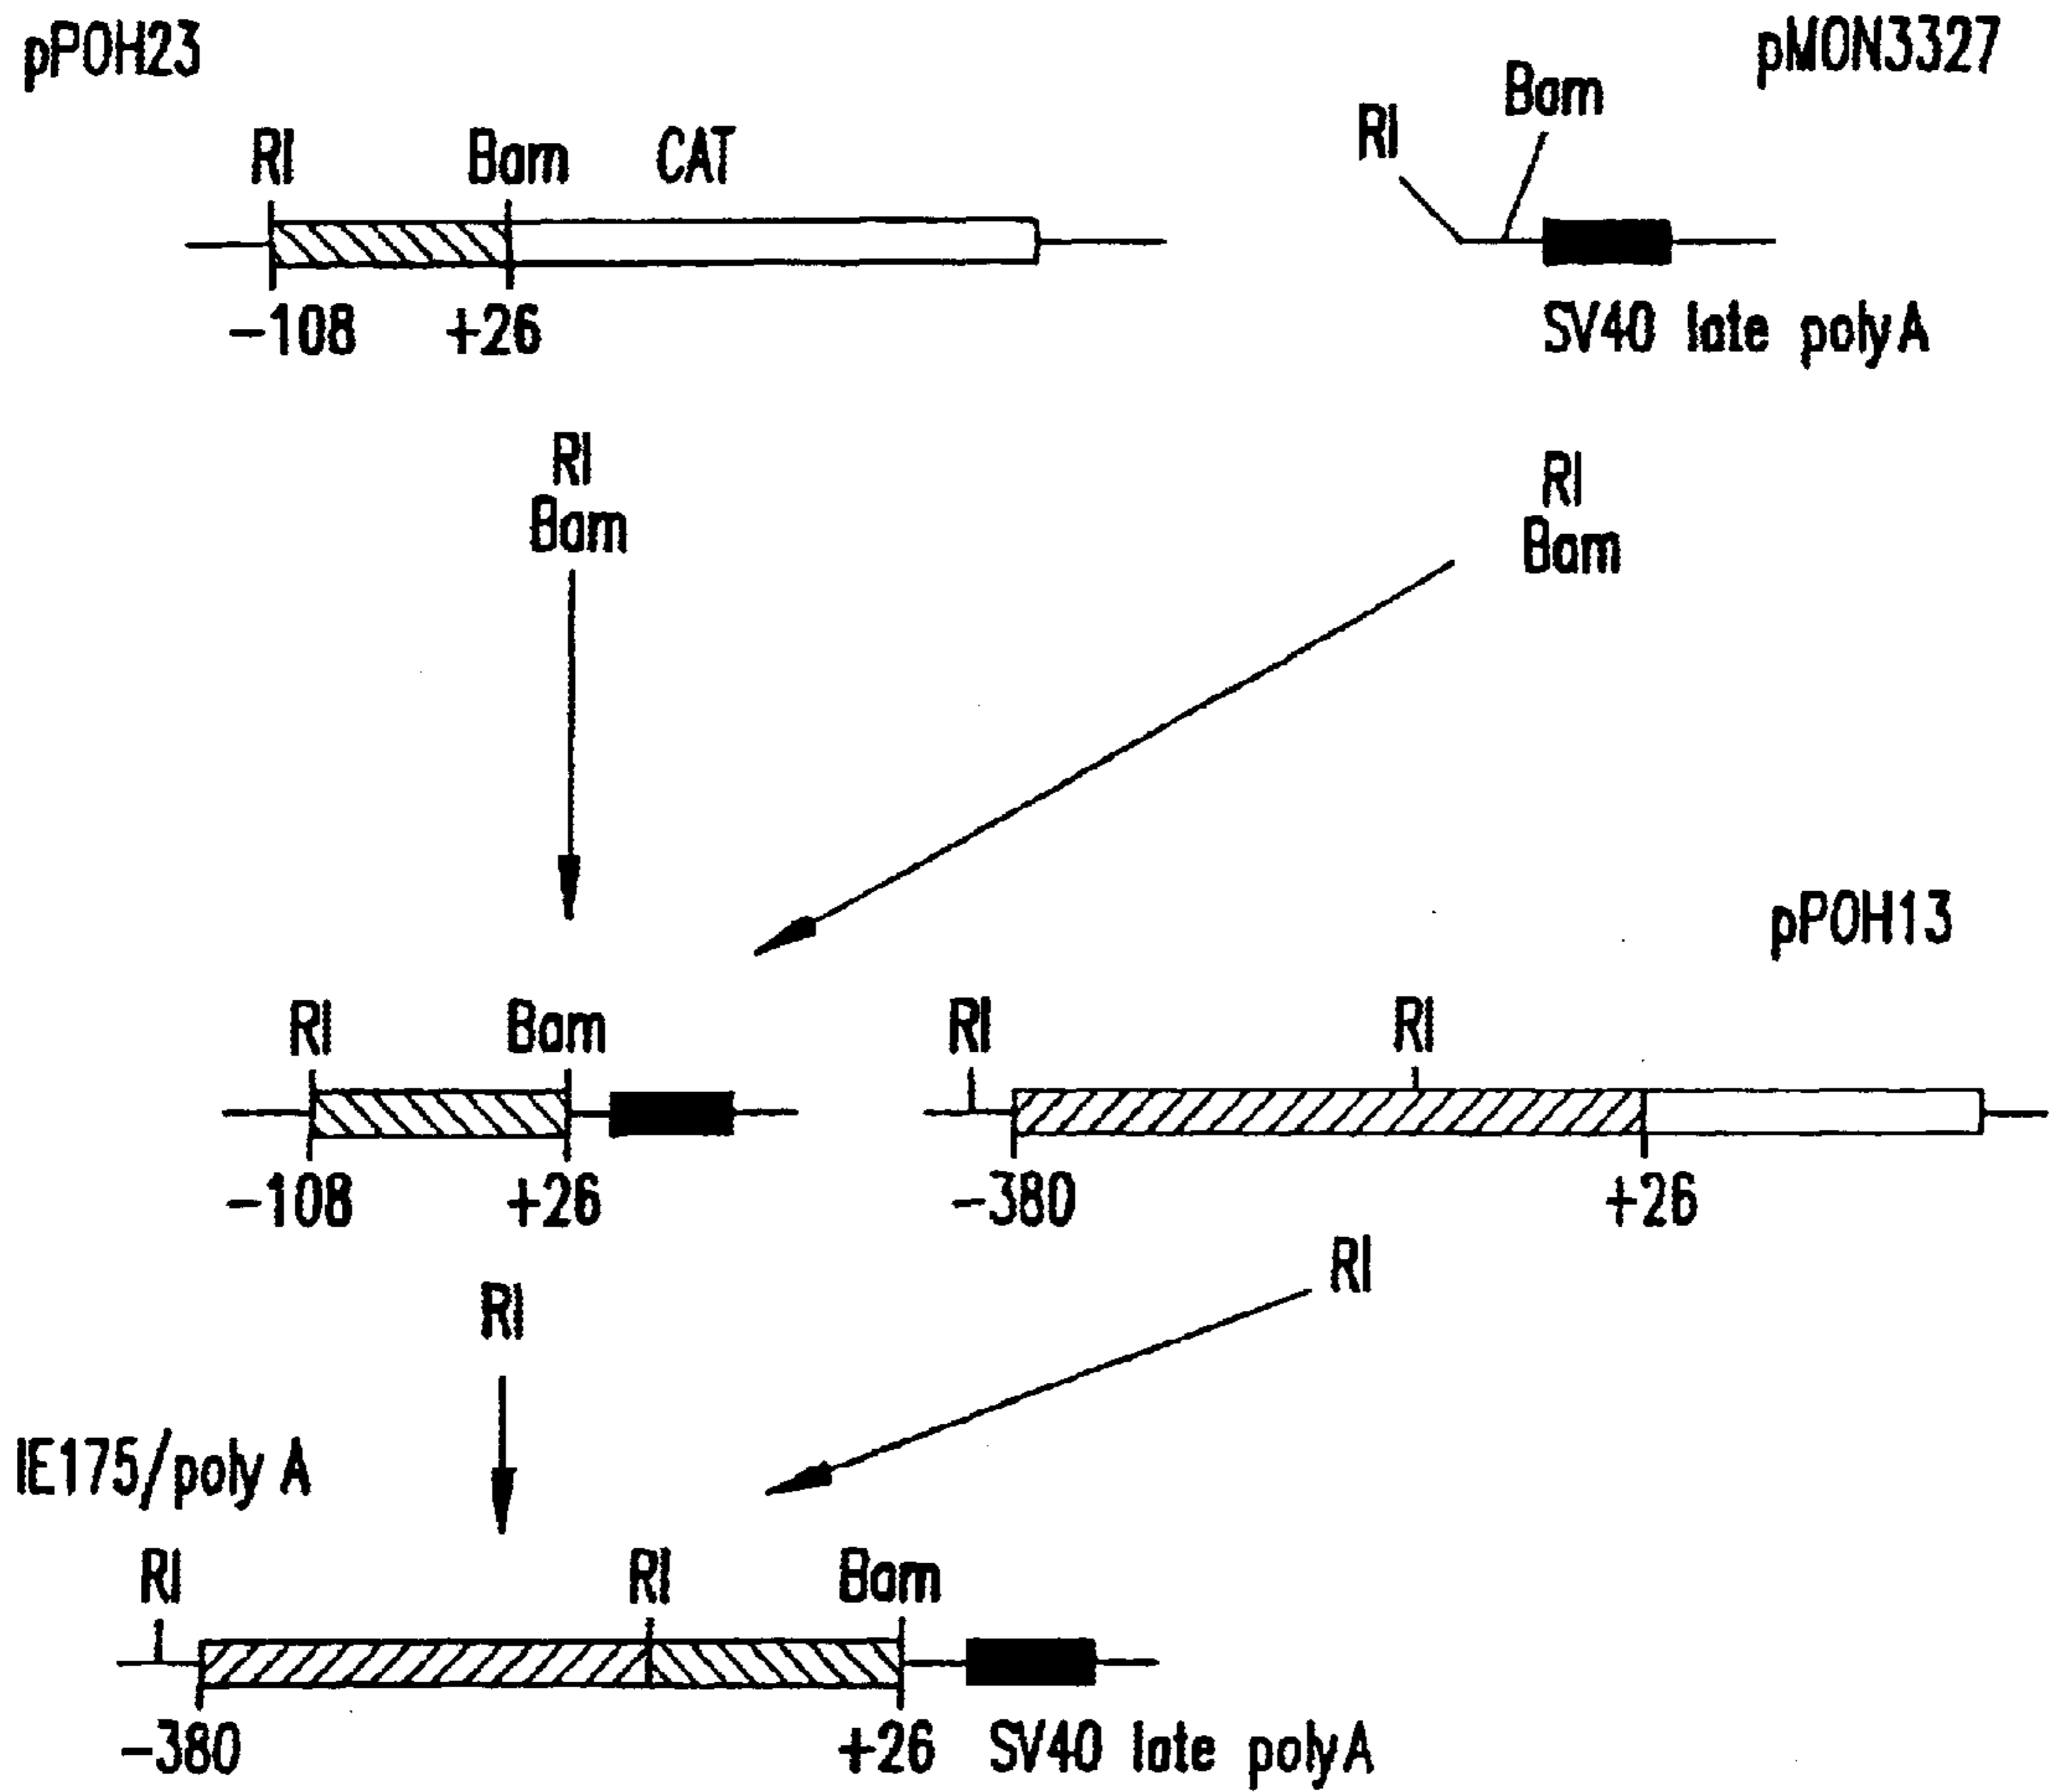 pPOH23
pMON3327
RI
Bam
CAT
RI
Bam
-108
+26
SV40 late polyA
RI
Bam
RI
Bam
pPOH13
RI
Bam
RI
RI
-108
+26
-380
+26
RI
RI
IE175/poly A
RI
RI
Bam
-380
+26
SV40 late polyA